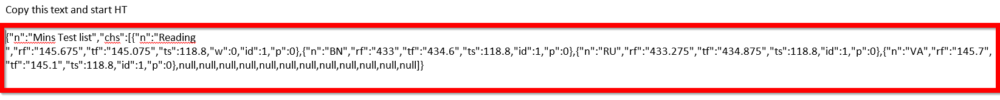 Copy this text and start HT
{"n":"Mins Test list","chs":[{"n":"Reading
","rf":"145.675","tf":"145.075","ts":118.8,"w":0,"id":1,"p":0},{"n":"BN","rf":"433","tf":"434.6","ts":118.8,"id":1,"p":0},{"n":"RU","rf":"433.275","tf":"434.875","ts":118.8,"id":1,"p":0},{"n":"VA","rf":"145.7",
"tf":"145.1","ts":118.8,"id":1,"p":0},null,null,null,null,null,null,null,null,null,null,null,null]}